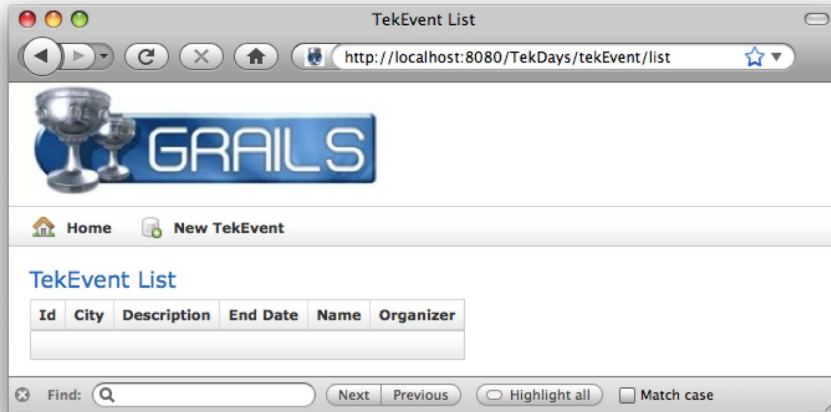 TekEvent List
http://localhost:8080/TekDays/tekEvent/list
GRAILS
Home New TekEvent
TekEvent List
Id City Description End Date Name Organizer
Find: Next Previous Highlight all Match case